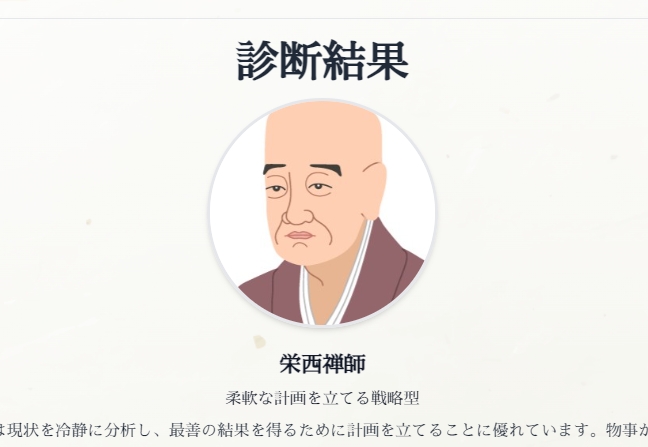 診断結果
栄西禅師
柔軟な計画を立てる戦略型
は現状を冷静に分析し、最善の結果を得るために計画を立てることに優れています。物事が